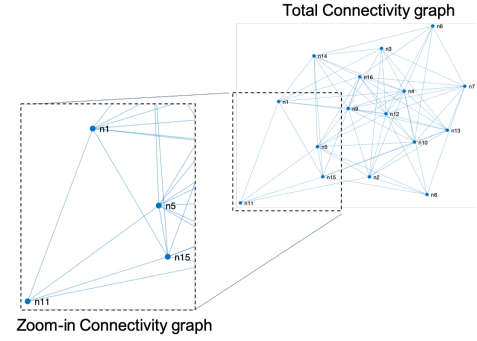 Total Connectivity graph
n6
n3
n14
n16
n7
n4
n1
n9
n12
n13
n10
n5
n15
n2
n8
n11
n1
n5
n15
n11
Zoom-in Connectivity graph